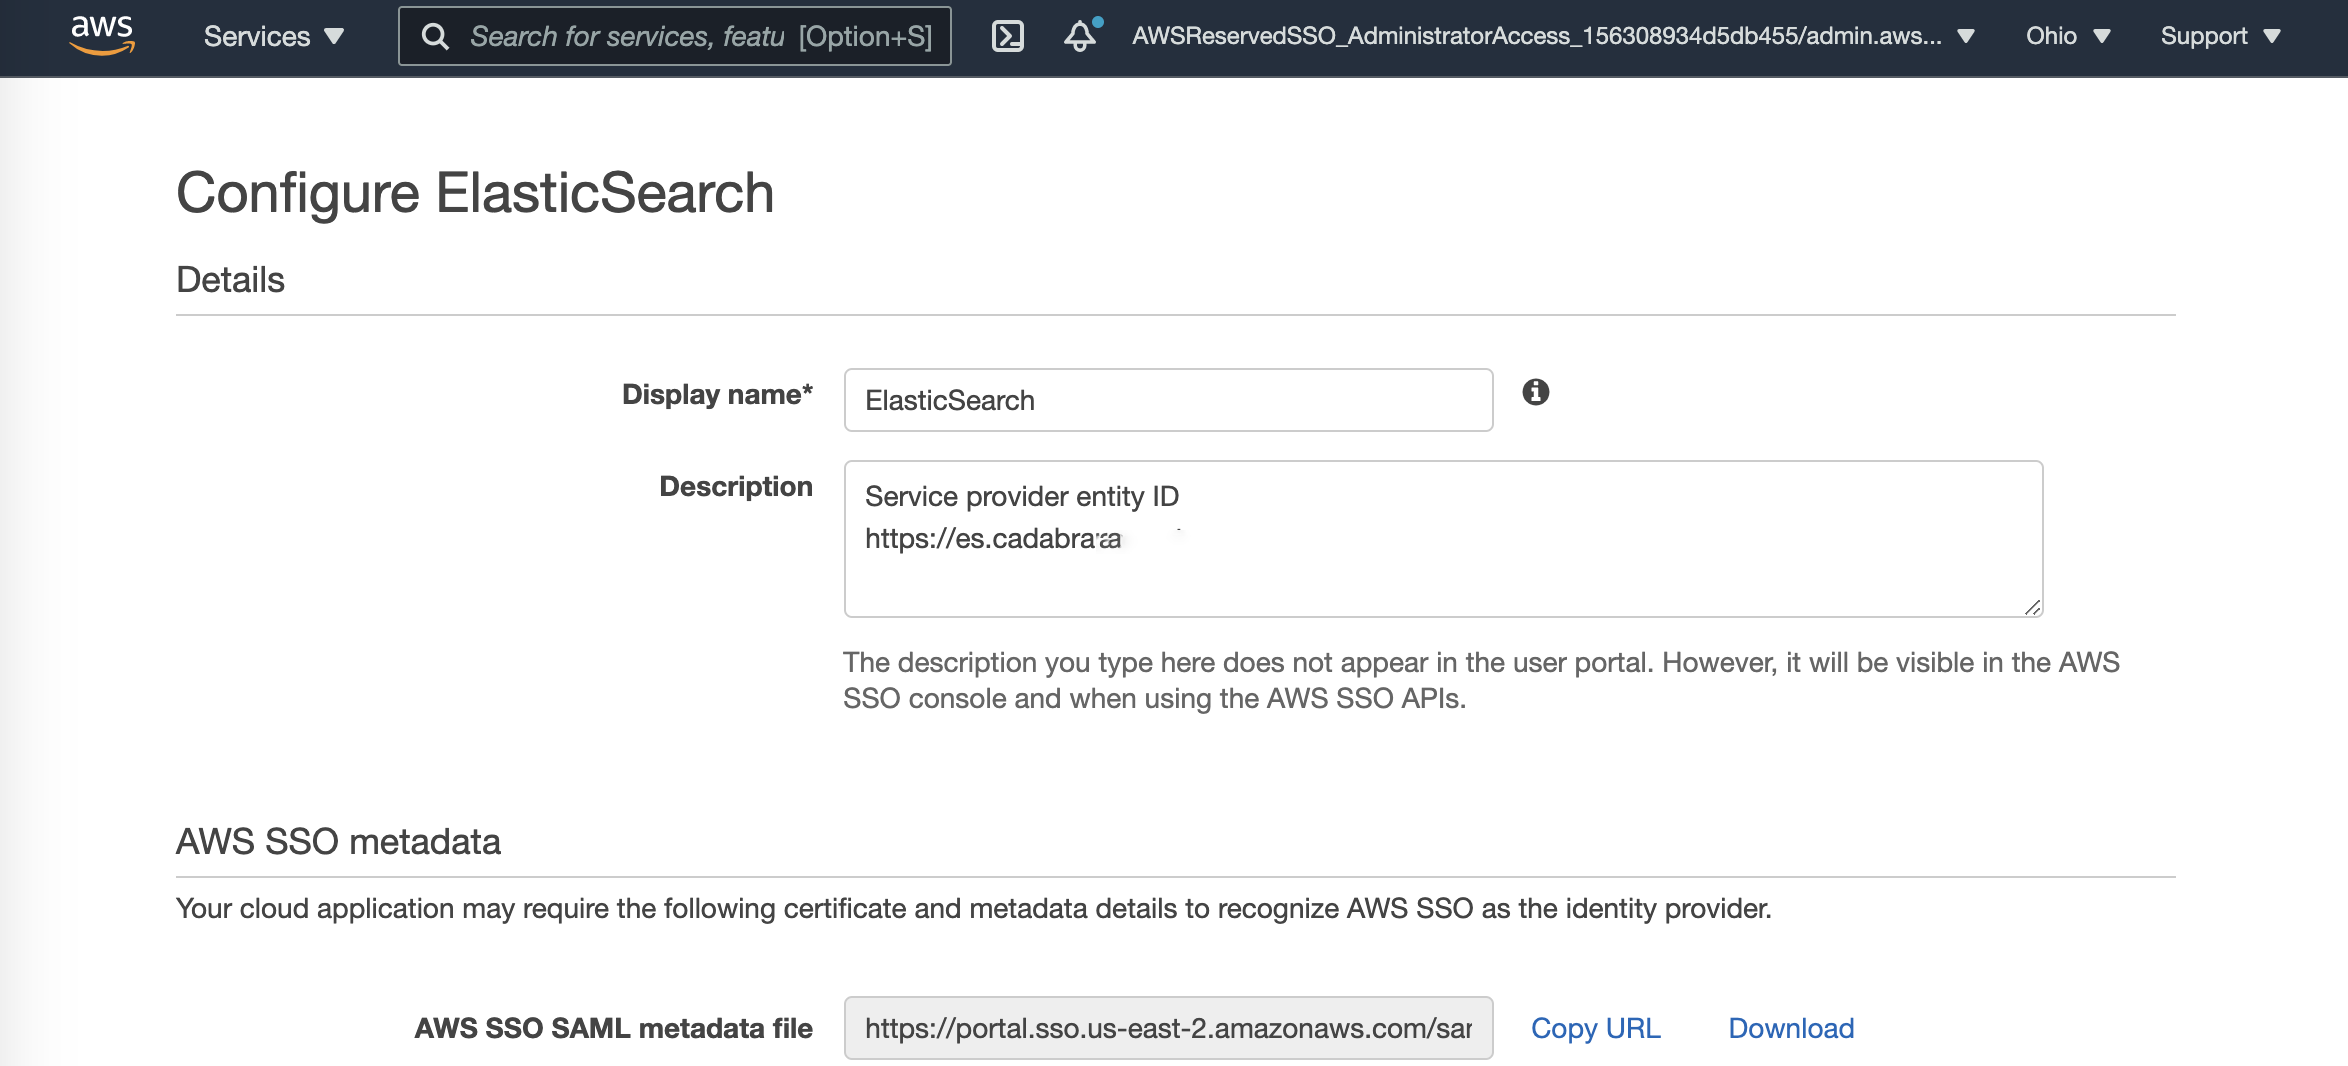 aws
Services
Search for services, featu [Option+S]
AWSReservedSSO_AdministratorAccess_156308934d5db455/admin.aws...
Ohio
Support
Configure ElasticSearch
Details
Display name*
ElasticSearch
Description
Service provider entity ID
https://es.cadabra
The description you type here does not appear in the user portal. However, it will be visible in the AWS
SSO console and when using the AWS SSO APIs.
AWS SSO metadata
Your cloud application may require the following certificate and metadata details to recognize AWS SSO as the identity provider.
AWS SSO SAML metadata file
https://portal.sso.us-east-2.amazonaws.com/sar
Copy URL
Download